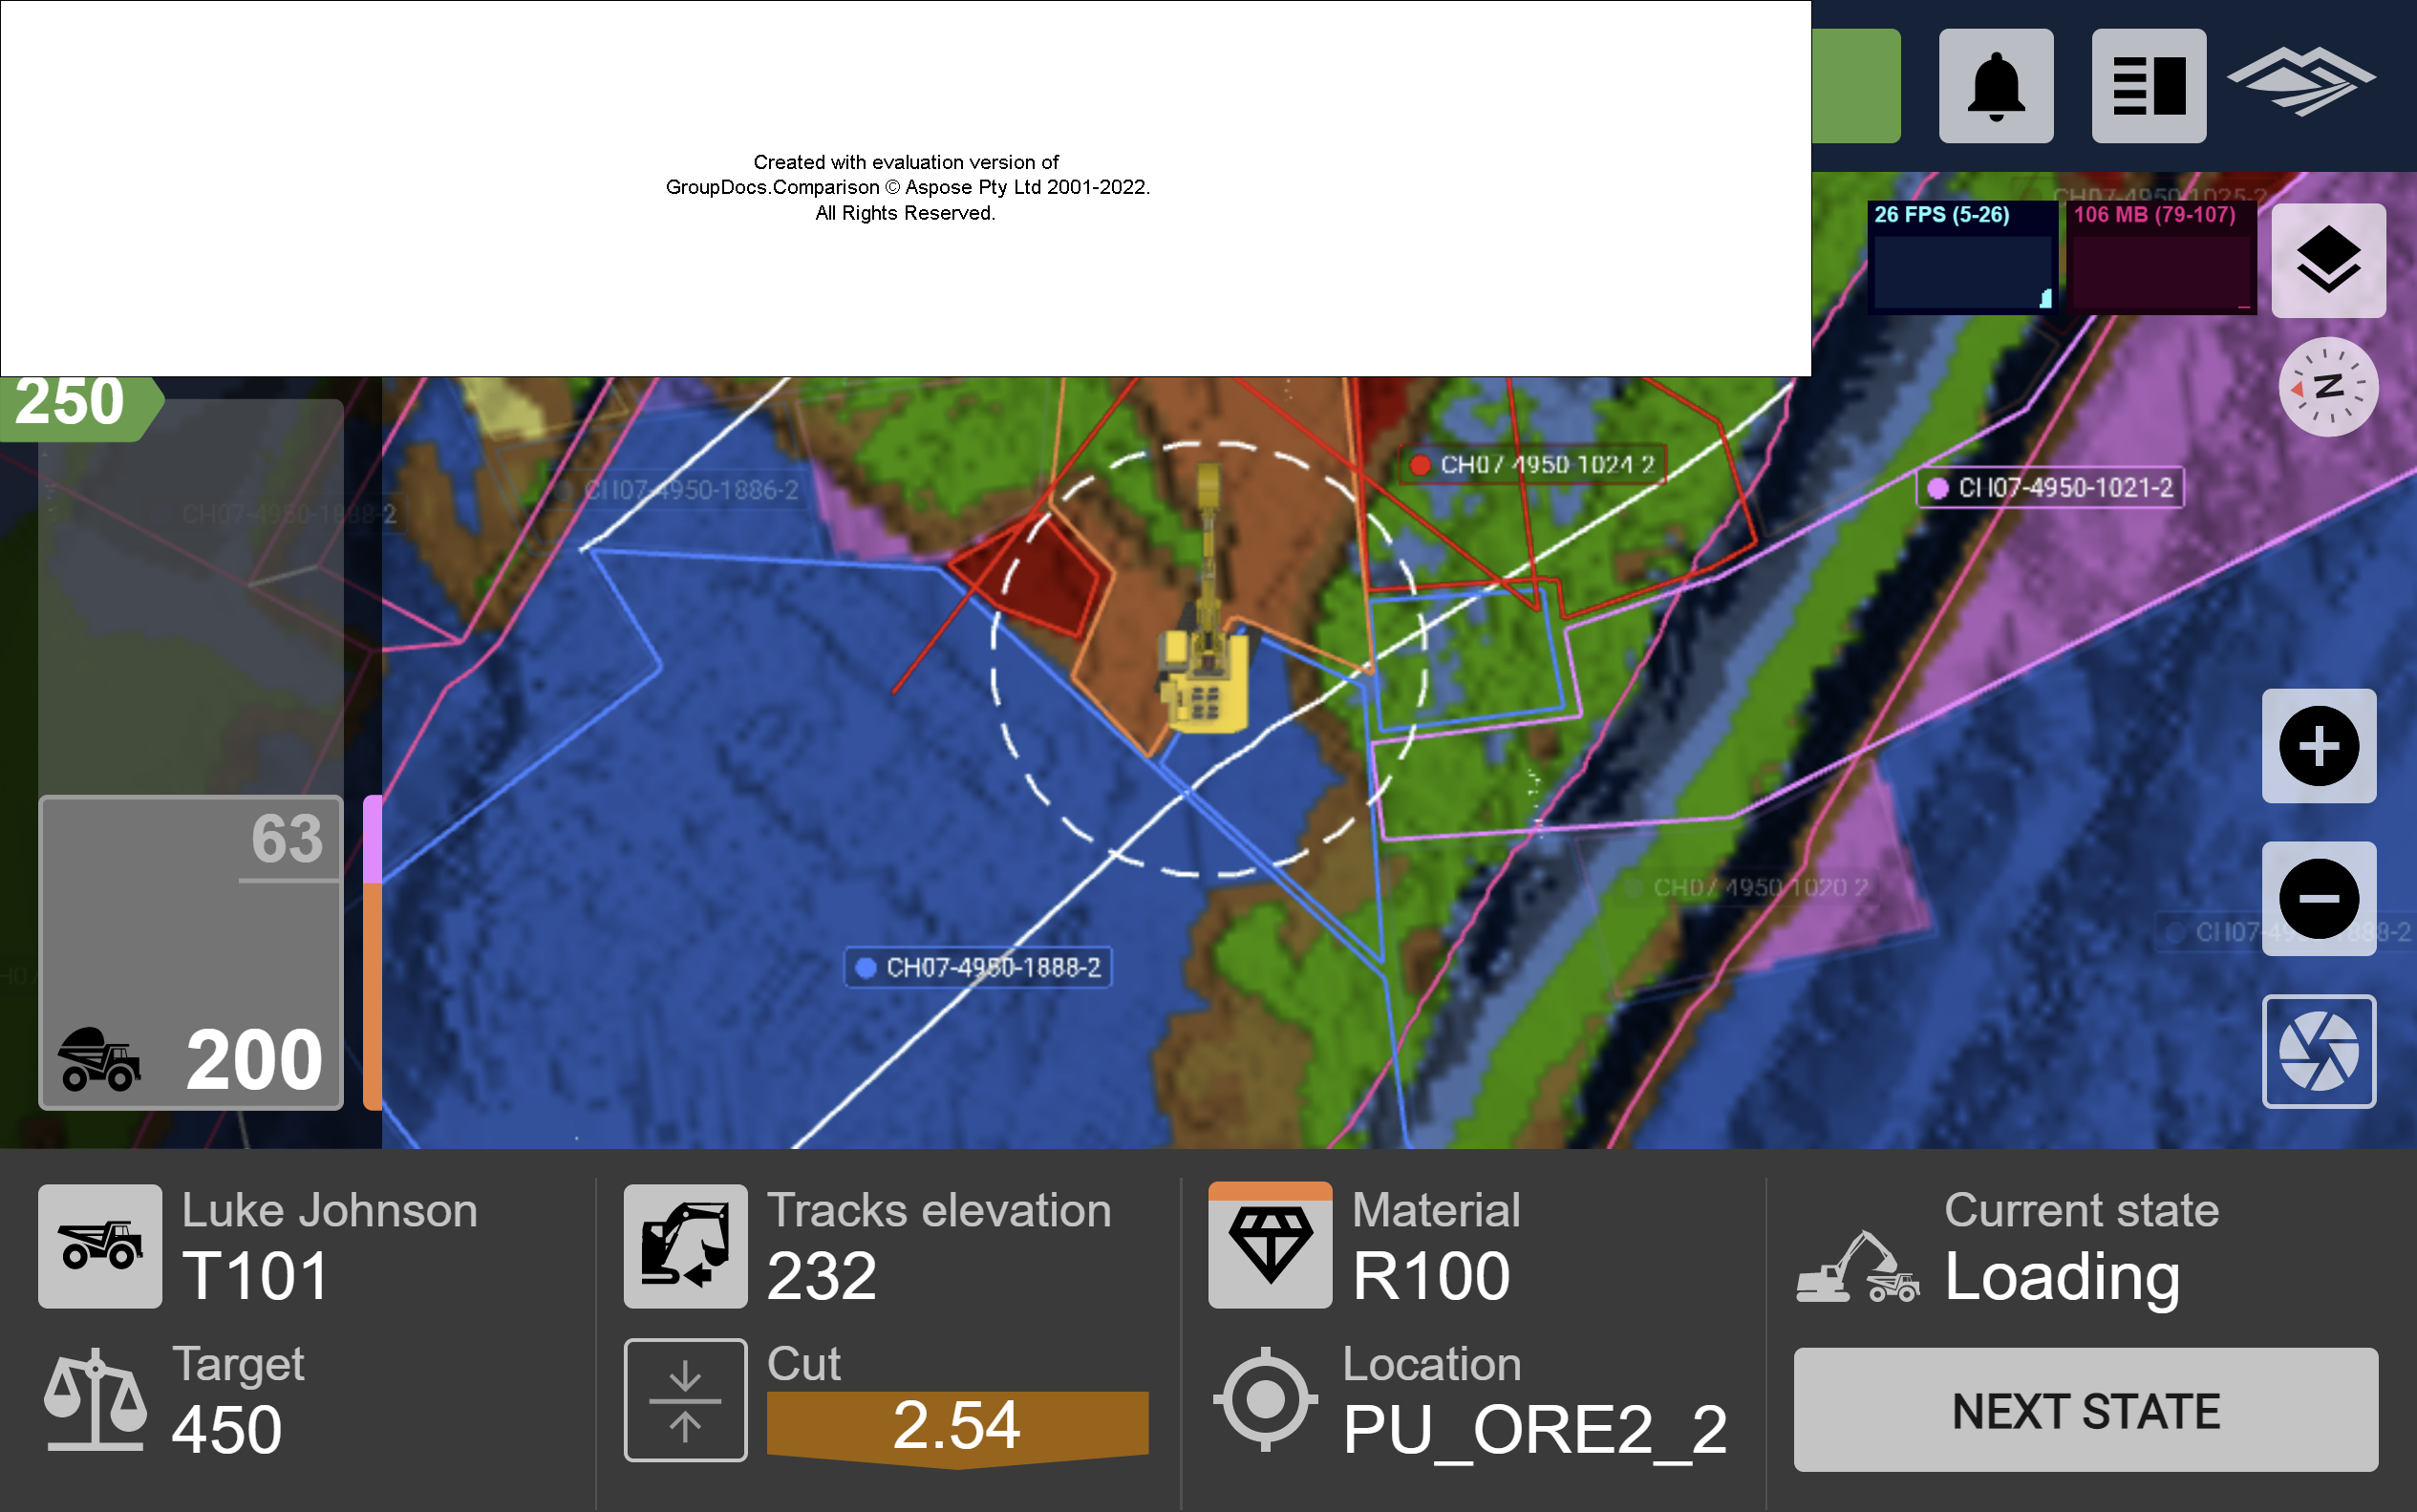 Created with evaluation version of
GroupDocs.Comparison © Aspose Pty Ltd 2001-2022.
All Rights Reserved.
26 FPS (5-26)
106 MB (79-107)
CH07-4950-1025-2
N
250
CH07-4950-1024-2
CH07-4950-1021-2
CH07-4950-1886-2
CH07-4950-1888-2
63
CH07-4950-1020-2
CH07-4950-1888-2
CH07-4950-1888-2
200
Luke Johnson
T101
Target
450
Tracks elevation
232
Cut
2.54
Material
R100
Location
PU_ORE2_2
Current state
Loading
NEXT STATE